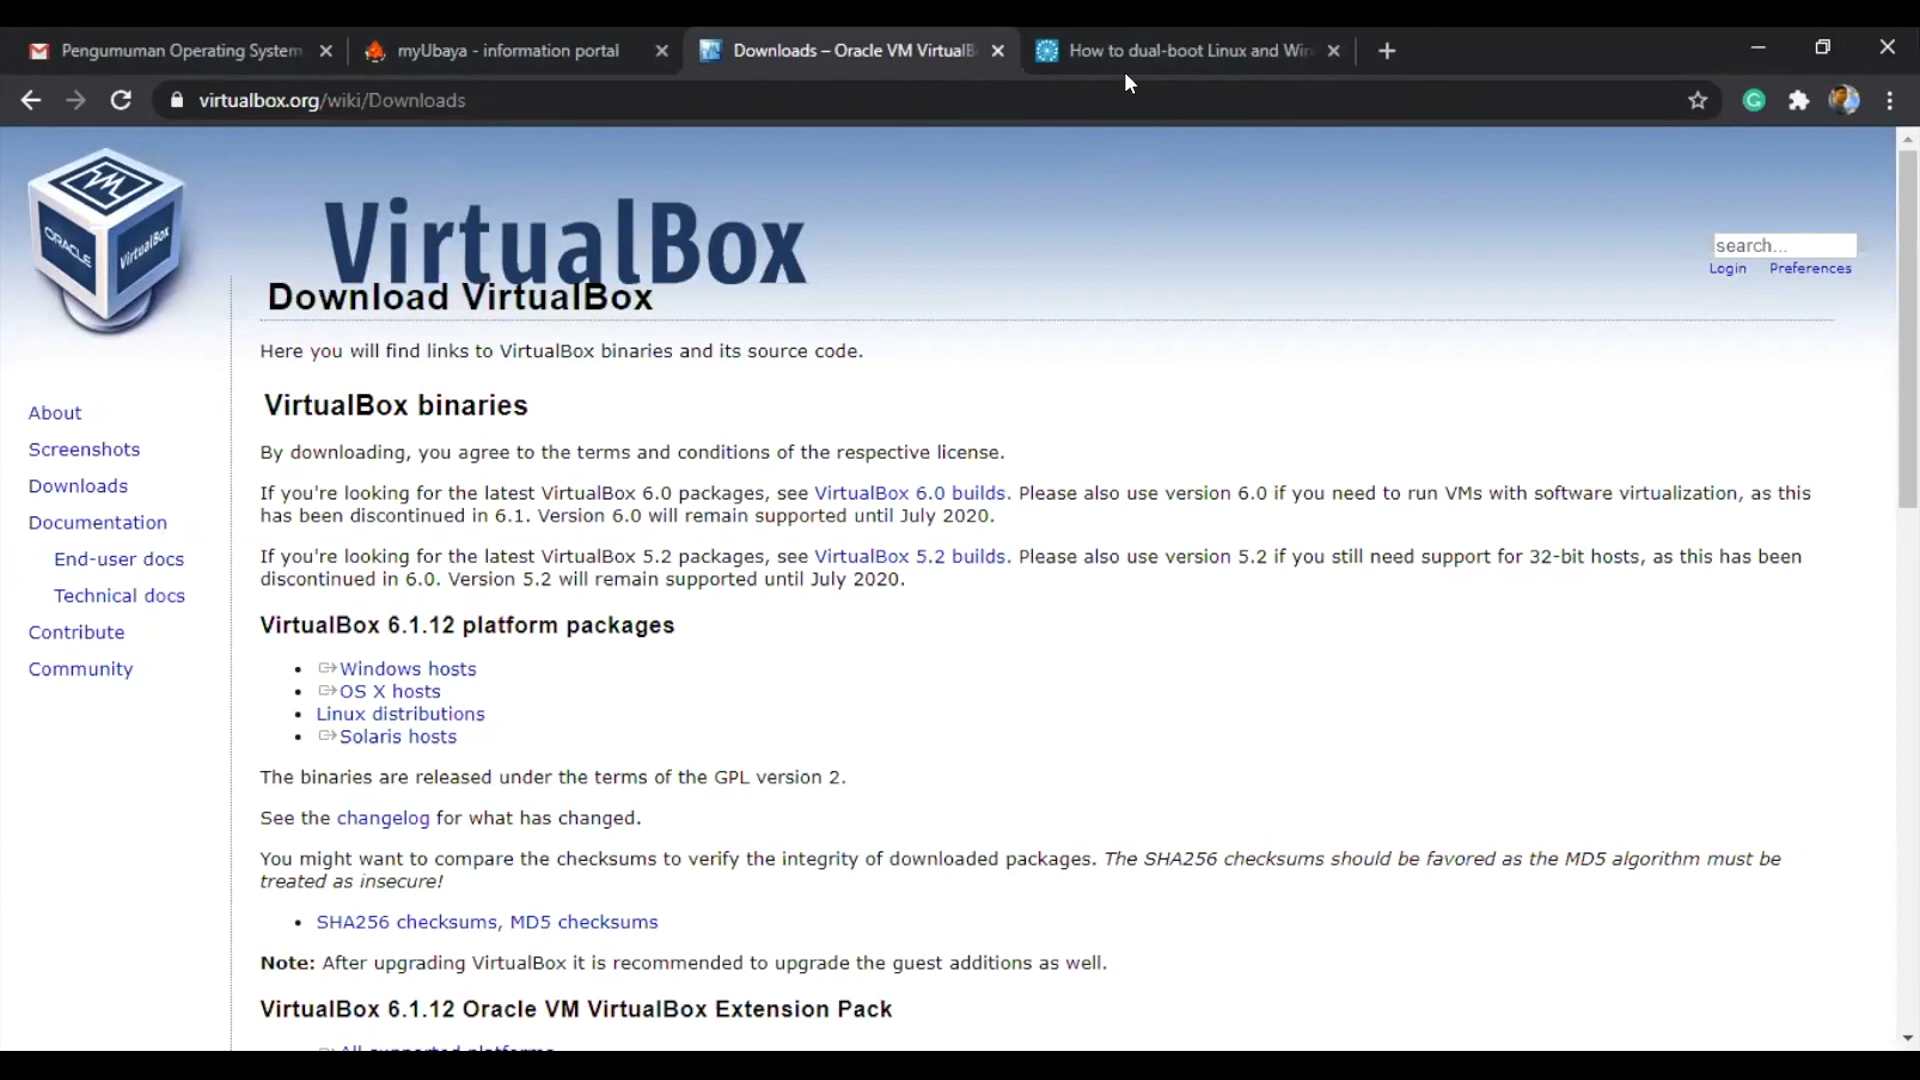 Pengumuman Operating System
myUbaya - information portal
Downloads – Oracle VM VirtualB
How to dual-boot Linux and Win
virtualbox.org/wiki/Downloads
ORACLE
VirtualBox
VirtualBox
search...
Login Preferences
Download VirtualBox
Here you will find links to VirtualBox binaries and its source code.
About
Screenshots
Downloads
Documentation
End-user docs
Technical docs
Contribute
Community
VirtualBox binaries
By downloading, you agree to the terms and conditions of the respective license.
If you're looking for the latest VirtualBox 6.0 packages, see VirtualBox 6.0 builds. Please also use version 6.0 if you need to run VMs with software virtualization, as this
has been discontinued in 6.1. Version 6.0 will remain supported until July 2020.
If you're looking for the latest VirtualBox 5.2 packages, see VirtualBox 5.2 builds. Please also use version 5.2 if you still need support for 32-bit hosts, as this has been
discontinued in 6.0. Version 5.2 will remain supported until July 2020.
VirtualBox 6.1.12 platform packages
• Windows hosts
• OS X hosts
• Linux distributions
• Solaris hosts
The binaries are released under the terms of the GPL version 2.
See the changelog for what has changed.
You might want to compare the checksums to verify the integrity of downloaded packages. The SHA256 checksums should be favored as the MD5 algorithm must be
treated as insecure!
• SHA256 checksums, MD5 checksums
Note: After upgrading VirtualBox it is recommended to upgrade the guest additions as well.
VirtualBox 6.1.12 Oracle VM VirtualBox Extension Pack
All supported platforms